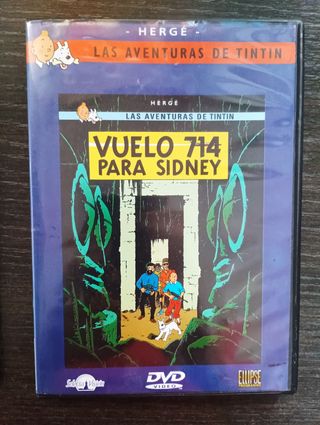 - HERGÉ -
LAS AVENTURAS DE TINTIN
HERGÉ
LAS AVENTURAS DE TINTIN
VUELO 714
PARA SIDNEY
DVD
VIDEO
ELLIPSE